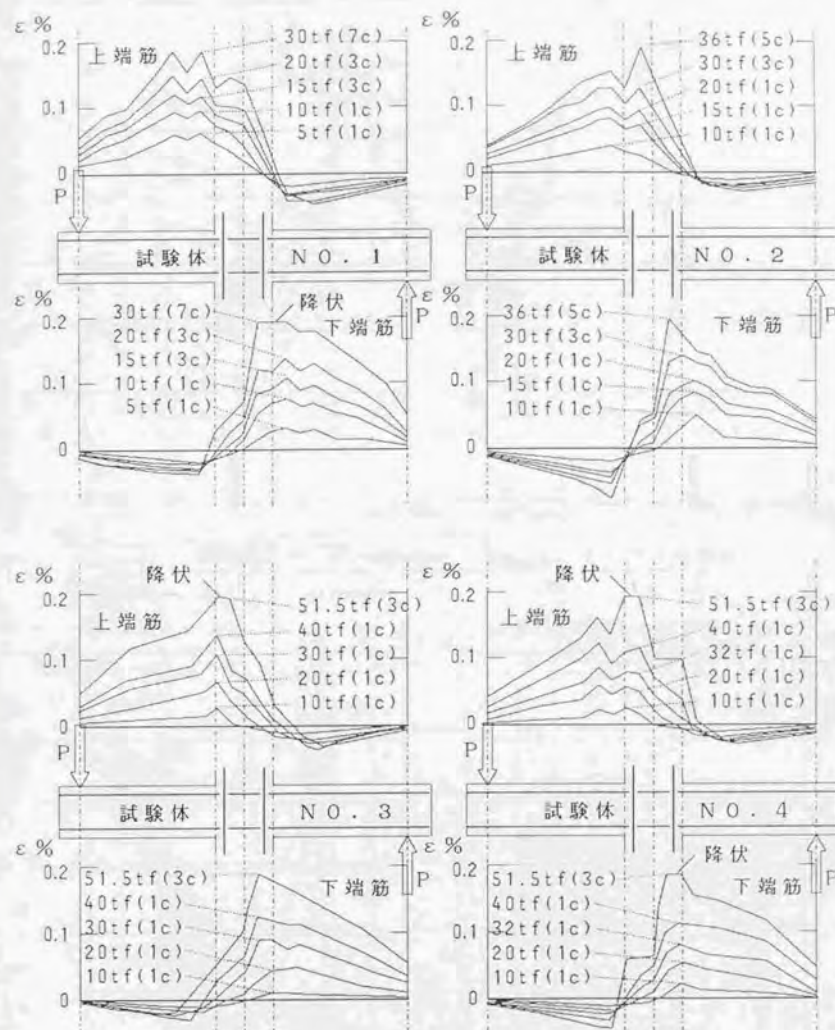 ε %
0.2
0.1
0
上端筋
30tf(7c)
20tf(3c)
15tf(3c)
10tf(1c)
5tf(1c)
P
試験体 NO. 1
ε %
0.2
0.1
0
30tf(7c)
20tf(3c)
15tf(3c)
10tf(1c)
5tf(1c)
降伏
下端筋
P
ε %
0.2
0.1
0
上端筋
36tf(5c)
30tf(3c)
20tf(1c)
15tf(1c)
10tf(1c)
P
試験体 NO. 2
ε %
0.2
0.1
0
36tf(5c)
30tf(3c)
20tf(1c)
15tf(1c)
10tf(1c)
下端筋
P
ε %
0.2
0.1
0
上端筋
降伏
51.5tf(3c)
40tf(1c)
30tf(1c)
20tf(1c)
10tf(1c)
P
試験体 NO. 3
ε %
0.2
0.1
0
51.5tf(3c)
40tf(1c)
30tf(1c)
20tf(1c)
10tf(1c)
下端筋
P
ε %
0.2
0.1
0
上端筋
降伏
51.5tf(3c)
40tf(1c)
32tf(1c)
20tf(1c)
10tf(1c)
P
試験体 NO. 4
ε %
0.2
0.1
0
51.5tf(3c)
40tf(1c)
32tf(1c)
20tf(1c)
10tf(1c)
降伏
下端筋
P